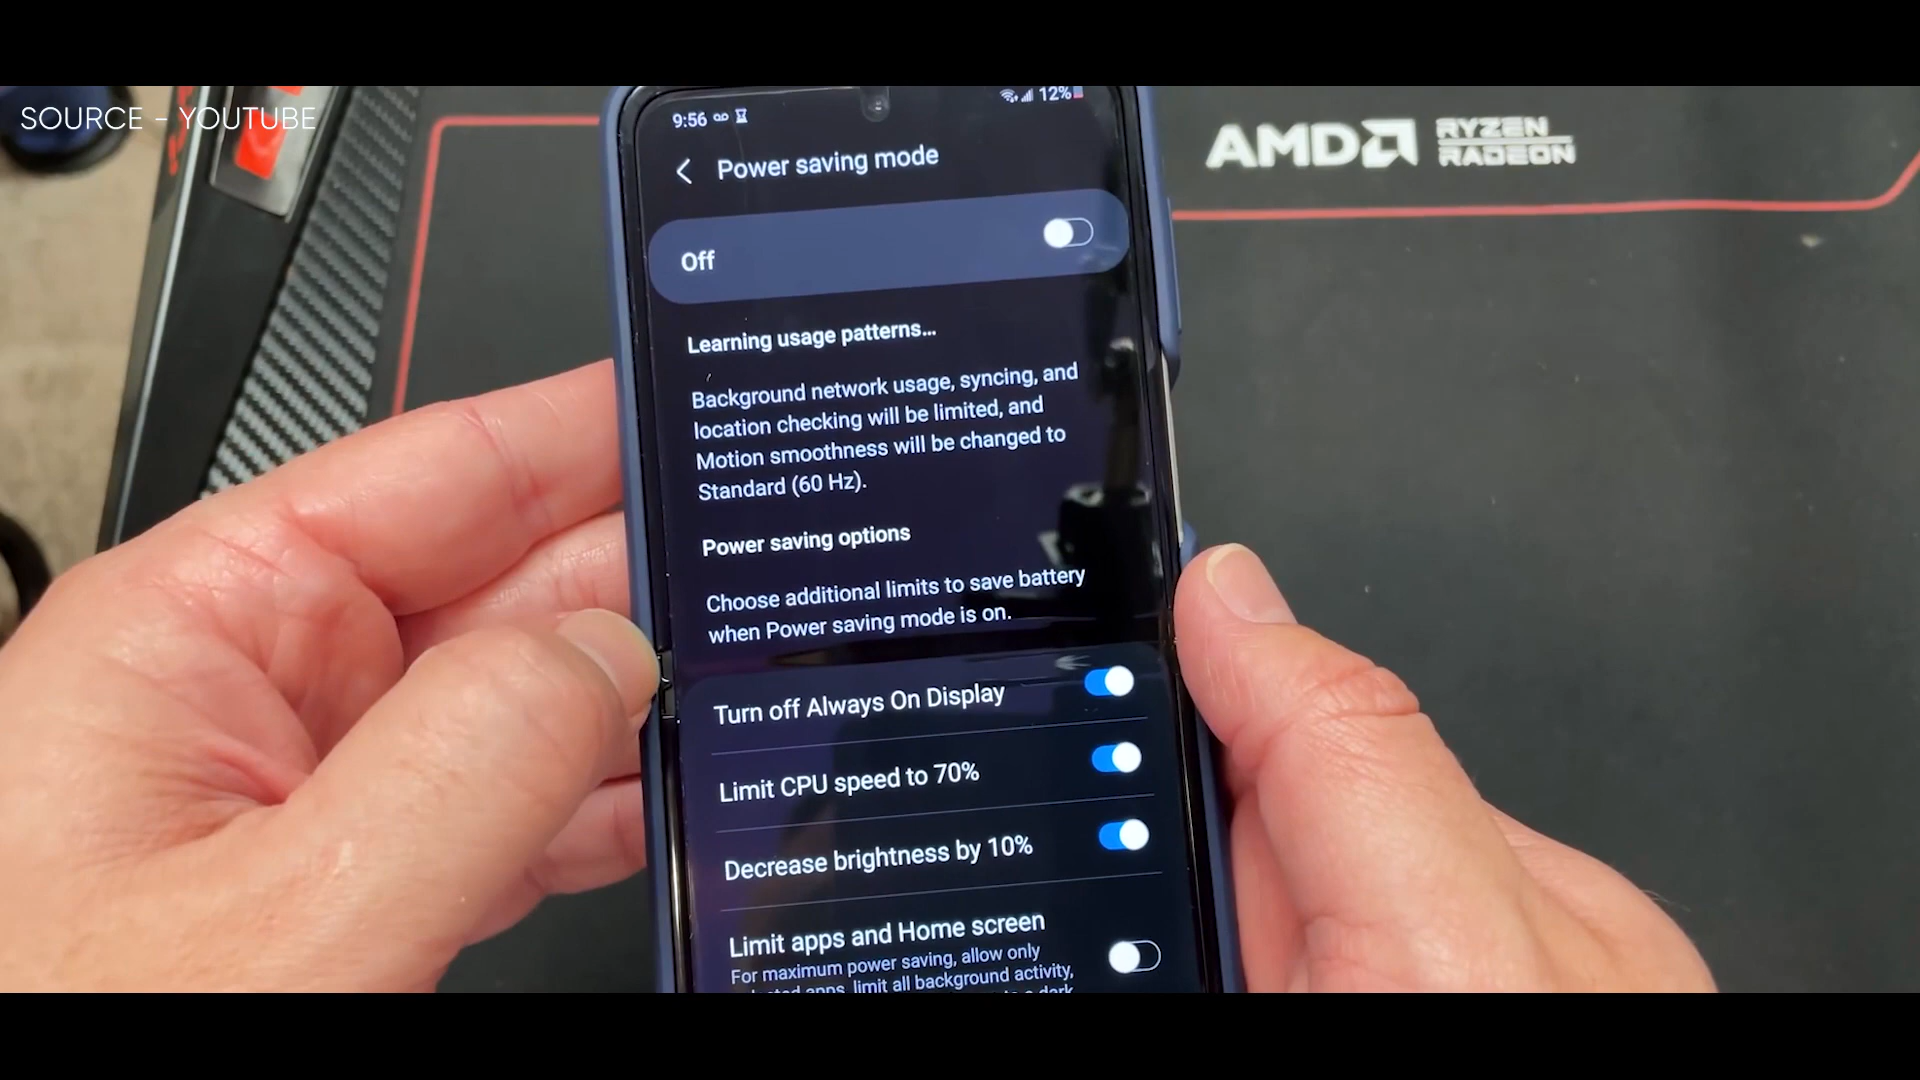 SOURCE - YOUTUBE
9:56
12%
Power saving mode
Off
Learning usage patterns...
Background network usage, syncing, and
location checking will be limited, and
Motion smoothness will be changed to
Standard (60 Hz).
Power saving options
Choose additional limits to save battery
when Power saving mode is on.
Turn off Always On Display
Limit CPU speed to 70%
Decrease brightness by 10%
Limit apps and Home screen
For maximum power saving, allow only
apps, limit all background activity,
dark
AMD
RYZEN
RADEON